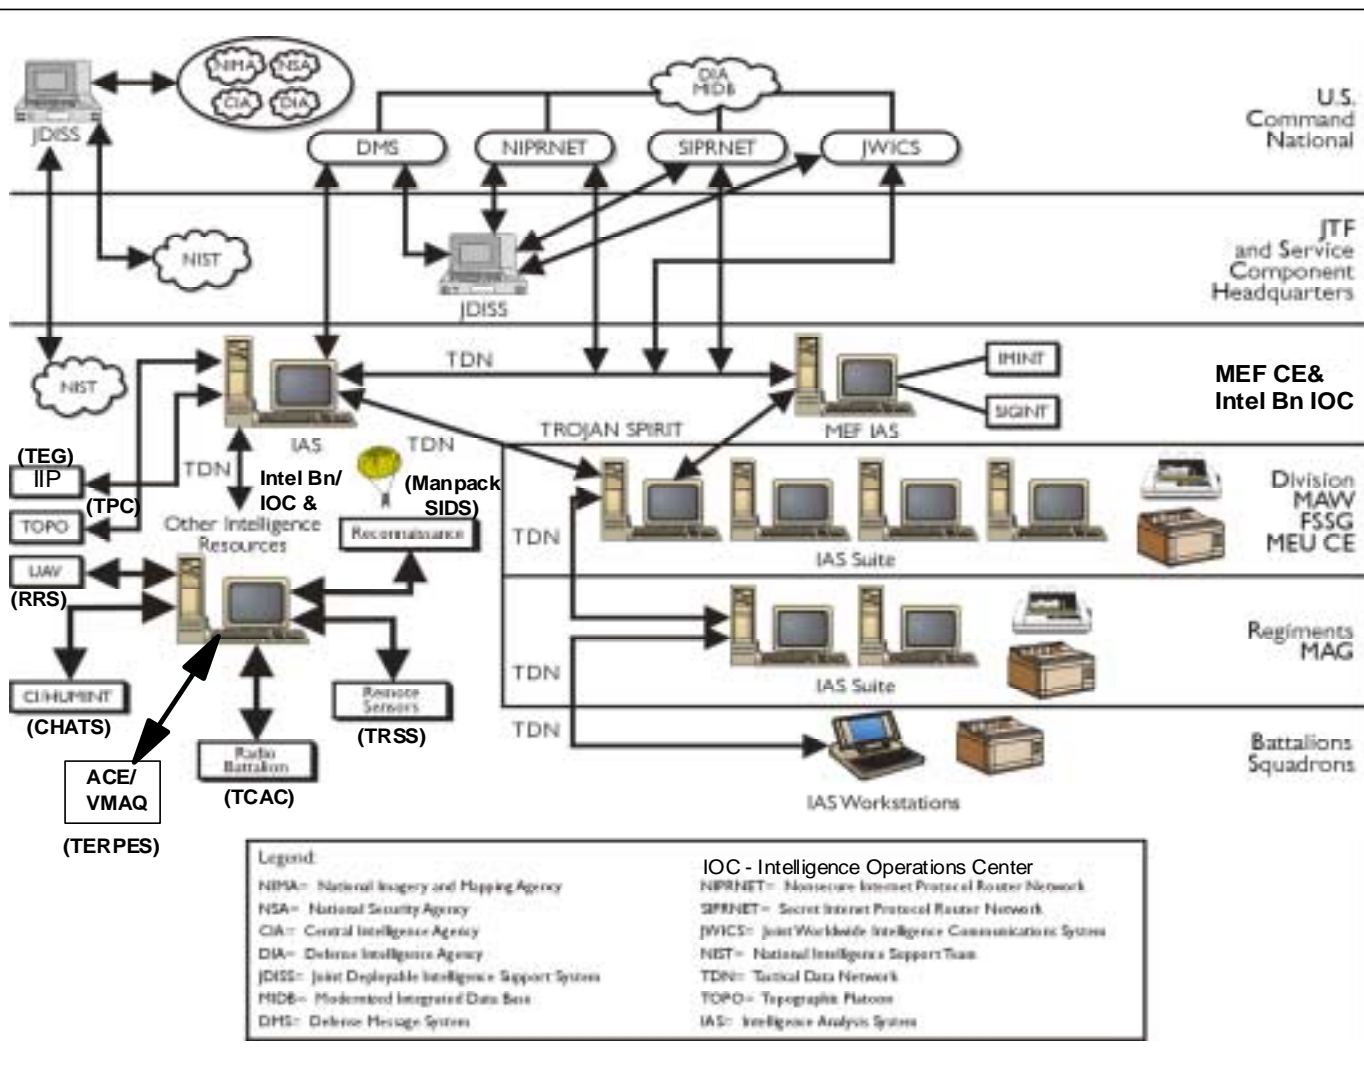 NIMA
NSA
CIA
DIA
JDISS
DIA
MIDB
DMS
NIPRNET
SIPRNET
JWICS
U.S.
Command
National
NIST
JDISS
JTF
and Service
Component
Headquarters
NIST
TDN
IAS
MEF IAS
IMINT
SIGINT
MEF CE&
Intel Bn IOC
TROJAN SPIRIT
TDN
(TEG)
IIP
(TPC)
TDN
Intel Bn/
IOC &
Other Intelligence
Resources
(Manpack
SIDS)
Reconnaissance
TOPO
UAV
(RRS)
TDN
IAS Suite
Division
MAW
FSSG
MEU CE
CI/HUMINT
(CHATS)
Remote
Sensors
(TRSS)
TDN
IAS Suite
Regiments
MAG
Radio
Battalion
(TCAC)
ACE/
VMAQ
(TERPES)
TDN
IAS Workstations
Battalions
Squadrons
Legend:
NIMA= National Imagery and Mapping Agency
NSA= National Security Agency
CIA= Central Intelligence Agency
DIA= Defense Intelligence Agency
JDISS= Joint Deployable Intelligence Support System
MIDB= Modernized Integrated Data Base
DMS= Defense Message System
IOC - Intelligence Operations Center
NIPRNET= Nonsecure Internet Protocol Router Network
SIPRNET= Secret Internet Protocol Router Network
JWICS= Joint Worldwide Intelligence Communications System
NIST= National Intelligence Support Team
TDN= Tactical Data Network
TOPO= Topographic Platoon
IAS= Intelligence Analysis System